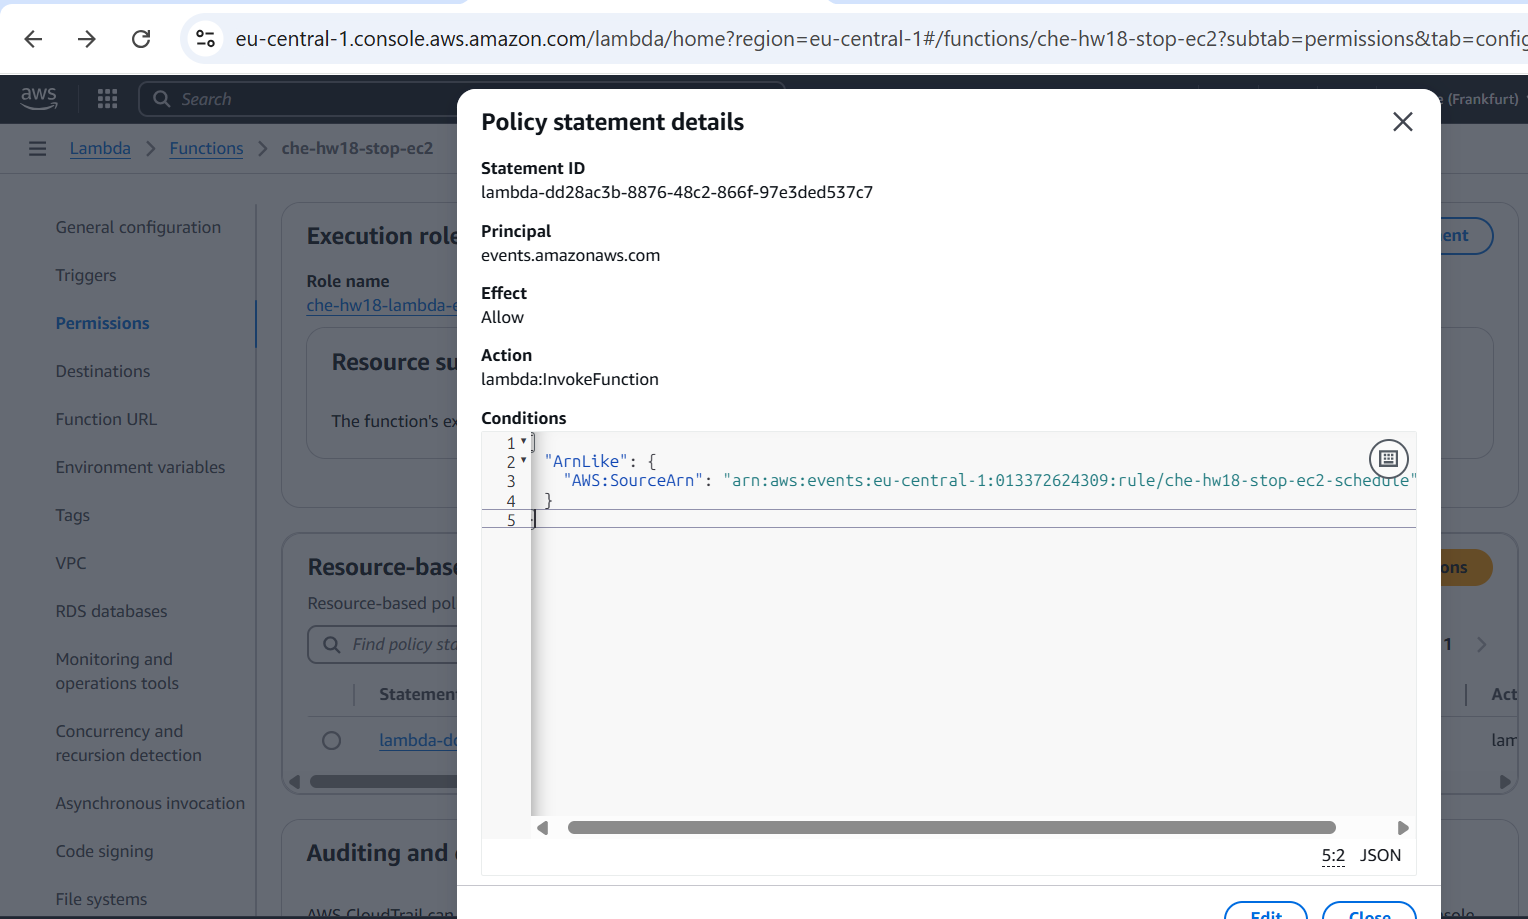 eu-central-1.console.aws.amazon.com/lambda/home?region=eu-central-1#/functions/che-hw18-stop-ec2?subtab=permissions&tab=config
aws
Search
(Frankfurt)
Lambda
Functions
che-hw18-stop-ec2
General configuration
Triggers
Permissions
Destinations
Function URL
Environment variables
Tags
VPC
RDS databases
Monitoring and
operations tools
Concurrency and
recursion detection
Asynchronous invocation
Code signing
File systems
Execution role
Role name
che-hw18-lambda-e
Resource su
The function's ex
Resource-base
Resource-based pol
Find policy sta
Statement
lambda-dd
Auditing and
AWS CloudTrail can
Policy statement details
Statement ID
lambda-dd28ac3b-8876-48c2-866f-97e3ded537c7
Principal
events.amazonaws.com
Effect
Allow
Action
lambda:InvokeFunction
Conditions
1 {
2 "ArnLike": {
3 "AWS:SourceArn": "arn:aws:events:eu-central-1:013372624309:rule/che-hw18-stop-ec2-schedule"
4 }
5 }
5:2 JSON
Edit
Close
ent
ons
1
Act
lam